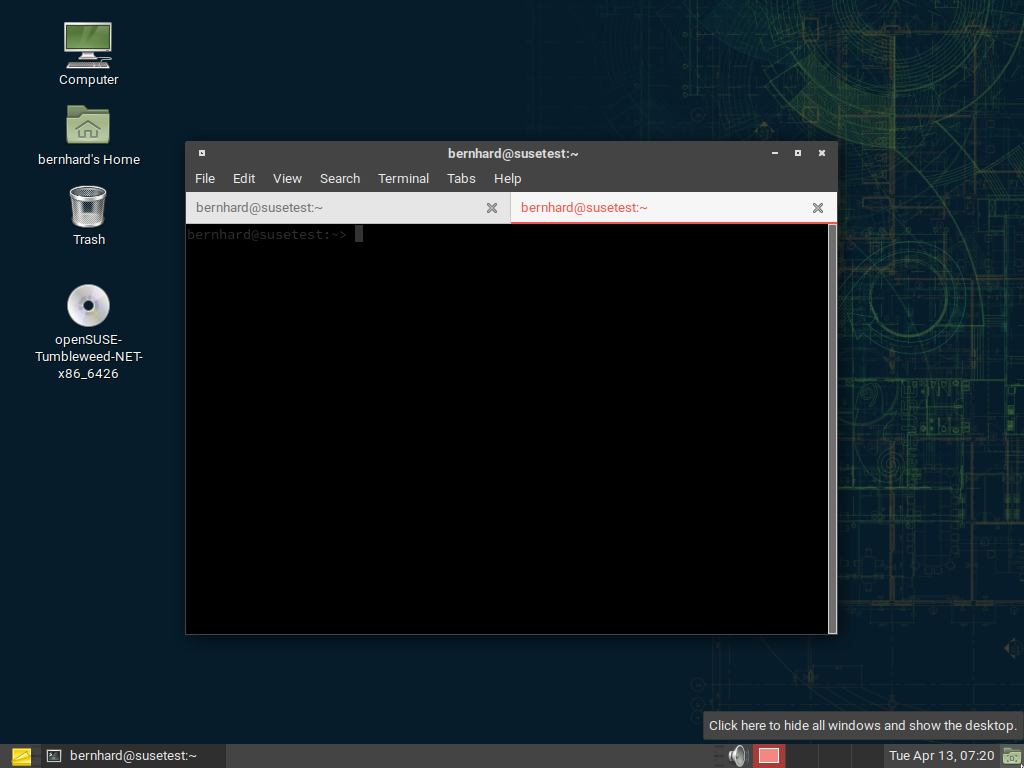 Computer
bernhard's Home
Trash
openSUSE-
Tumbleweed-NET-
x86_6426
bernhard@susetest:~
File Edit View Search Terminal Tabs Help
bernhard@susetest:~ bernhard@susetest:~
bernhard@susetest:~>
Click here to hide all windows and show the desktop.
bernhard@susetest:~ Tue Apr 13, 07:20